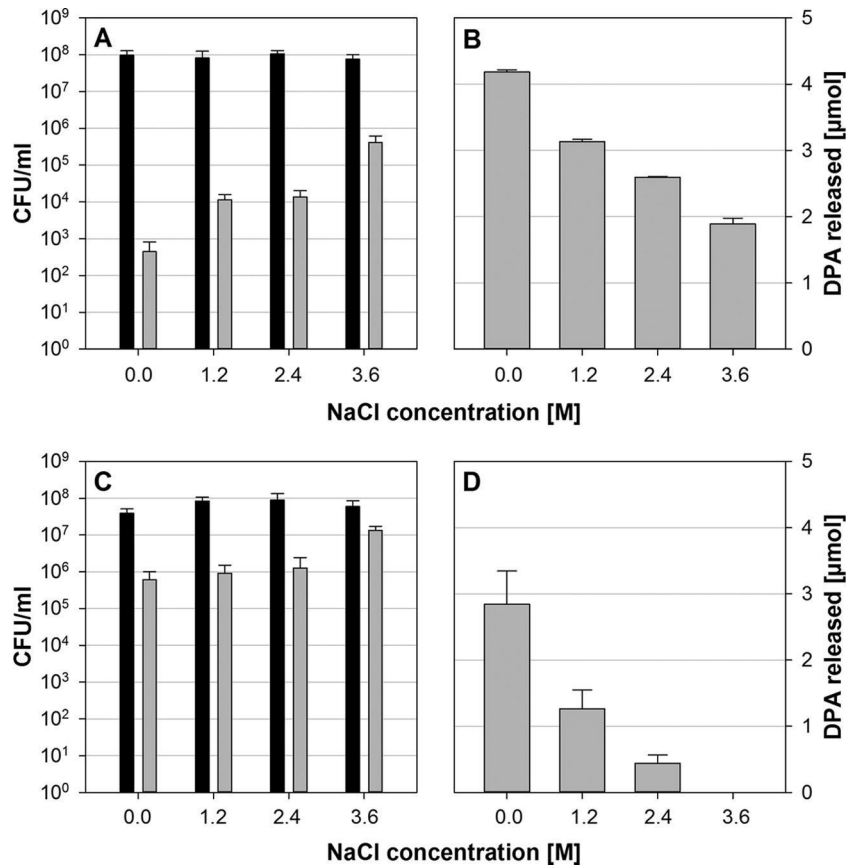 A
10⁹
10⁸
10⁷
10⁶
10⁵
10⁴
10³
10²
10¹
10⁰
CFU/ml
0.0 1.2 2.4 3.6
B
5
4
3
2
1
0
DPA released [µmol]
0.0 1.2 2.4 3.6
NaCl concentration [M]
C
10⁹
10⁸
10⁷
10⁶
10⁵
10⁴
10³
10²
10¹
10⁰
CFU/ml
0.0 1.2 2.4 3.6
D
5
4
3
2
1
0
DPA released [µmol]
0.0 1.2 2.4 3.6
NaCl concentration [M]